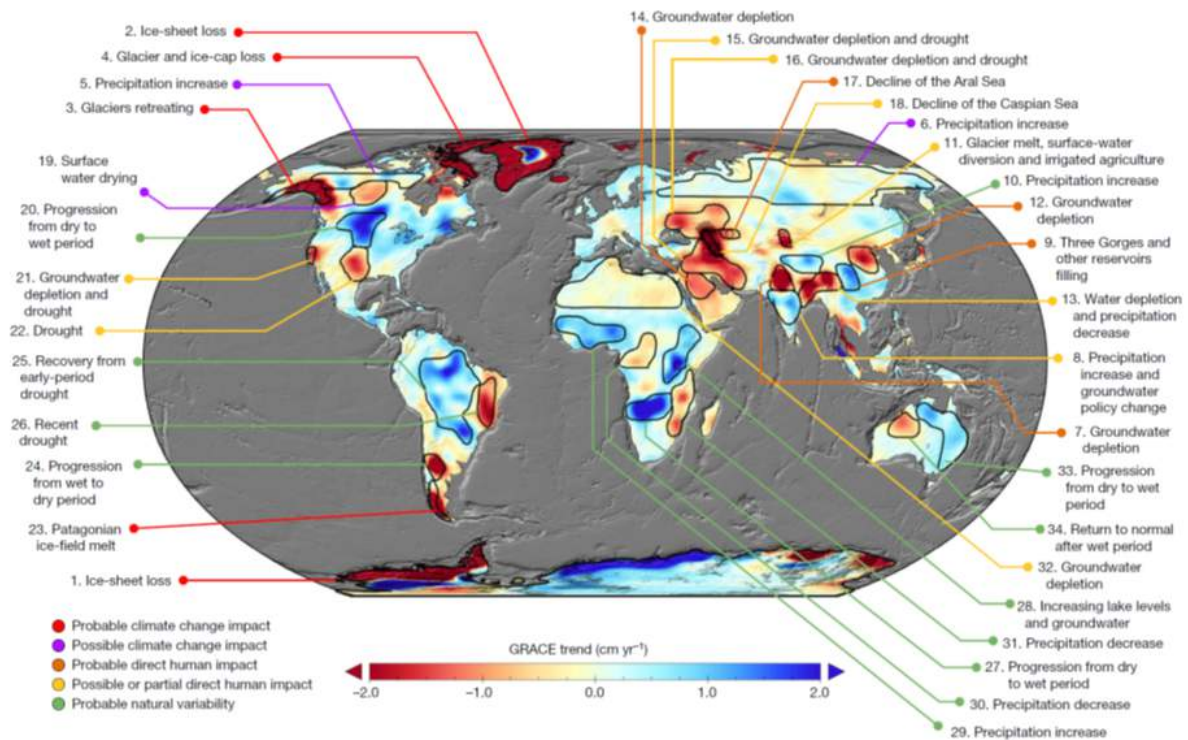 2. Ice-sheet loss
4. Glacier and ice-cap loss
5. Precipitation increase
3. Glaciers retreating
19. Surface
water drying
20. Progression
from dry to
wet period
21. Groundwater
depletion and
drought
22. Drought
25. Recovery from
early-period
drought
26. Recent
drought
24. Progression
from wet to
dry period
23. Patagonian
ice-field melt
1. Ice-sheet loss
14. Groundwater depletion
15. Groundwater depletion and drought
16. Groundwater depletion and drought
17. Decline of the Aral Sea
18. Decline of the Caspian Sea
6. Precipitation increase
11. Glacier melt, surface-water
diversion and irrigated agriculture
10. Precipitation increase
12. Groundwater
depletion
9. Three Gorges and
other reservoirs
filling
13. Water depletion
and precipitation
decrease
8. Precipitation
increase and
groundwater
policy change
7. Groundwater
depletion
33. Progression
from dry to wet
period
34. Return to normal
after wet period
32. Groundwater
depletion
28. Increasing lake levels
and groundwater
31. Precipitation decrease
27. Progression from dry
to wet period
30. Precipitation decrease
29. Precipitation increase
Probable climate change impact
Possible climate change impact
Probable direct human impact
Possible or partial direct human impact
Probable natural variability
GRACE trend (cm yr⁻¹)
−2.0 −1.0 0.0 1.0 2.0